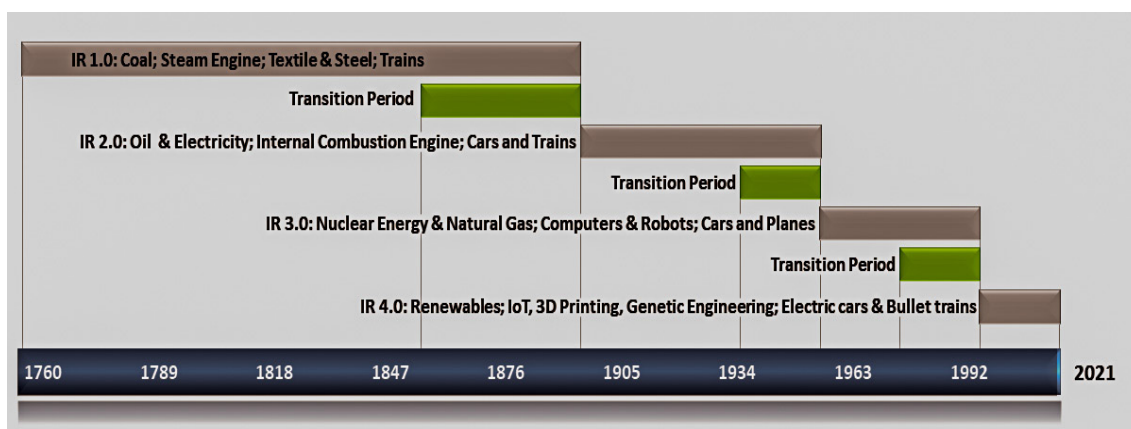 IR 1.0: Coal; Steam Engine; Textile & Steel; Trains
Transition Period
IR 2.0: Oil & Electricity; Internal Combustion Engine; Cars and Trains
Transition Period
IR 3.0: Nuclear Energy & Natural Gas; Computers & Robots; Cars and Planes
Transition Period
IR 4.0: Renewables; IoT, 3D Printing, Genetic Engineering; Electric cars & Bullet trains
1760 1789 1818 1847 1876 1905 1934 1963 1992 2021